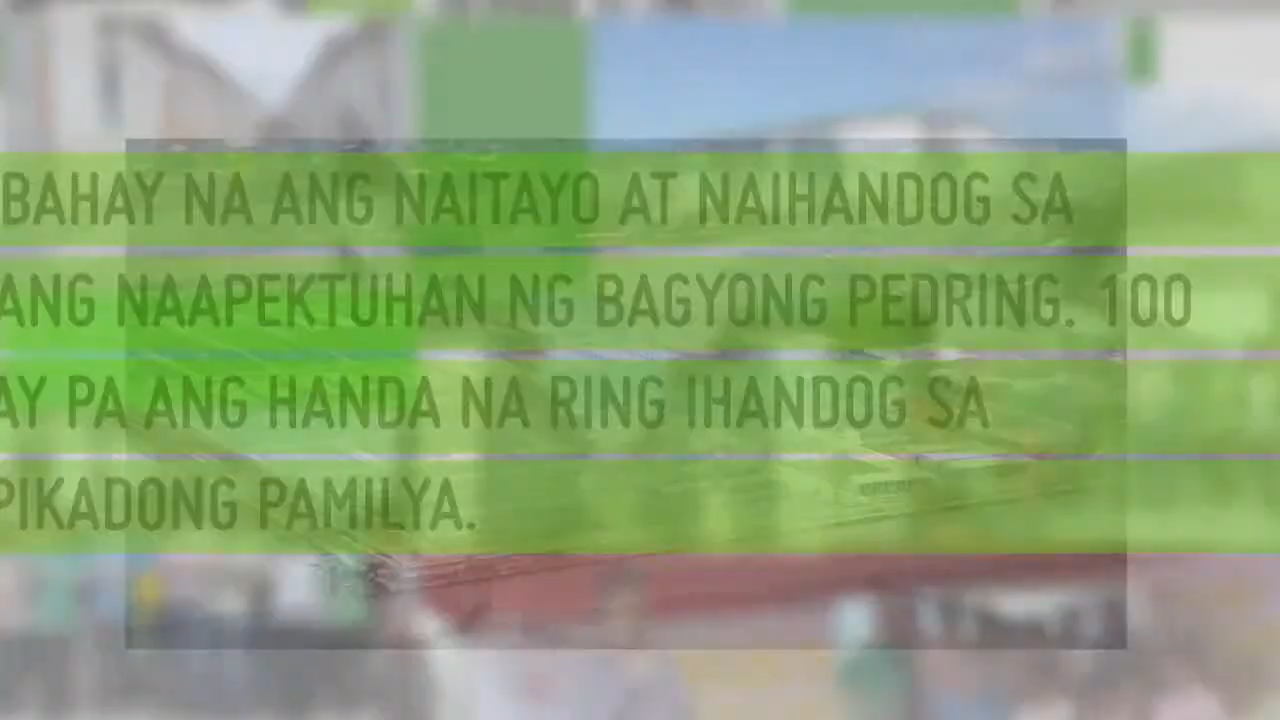 BAHAY NA ANG NAITAYO AT NAIHANDOG SA
ANG NAAPEKTUHAN NG BAGYONG PEDRING. 100
AY PA ANG HANDA NA RING IHANDOG SA
PIKADONG PAMILYA.